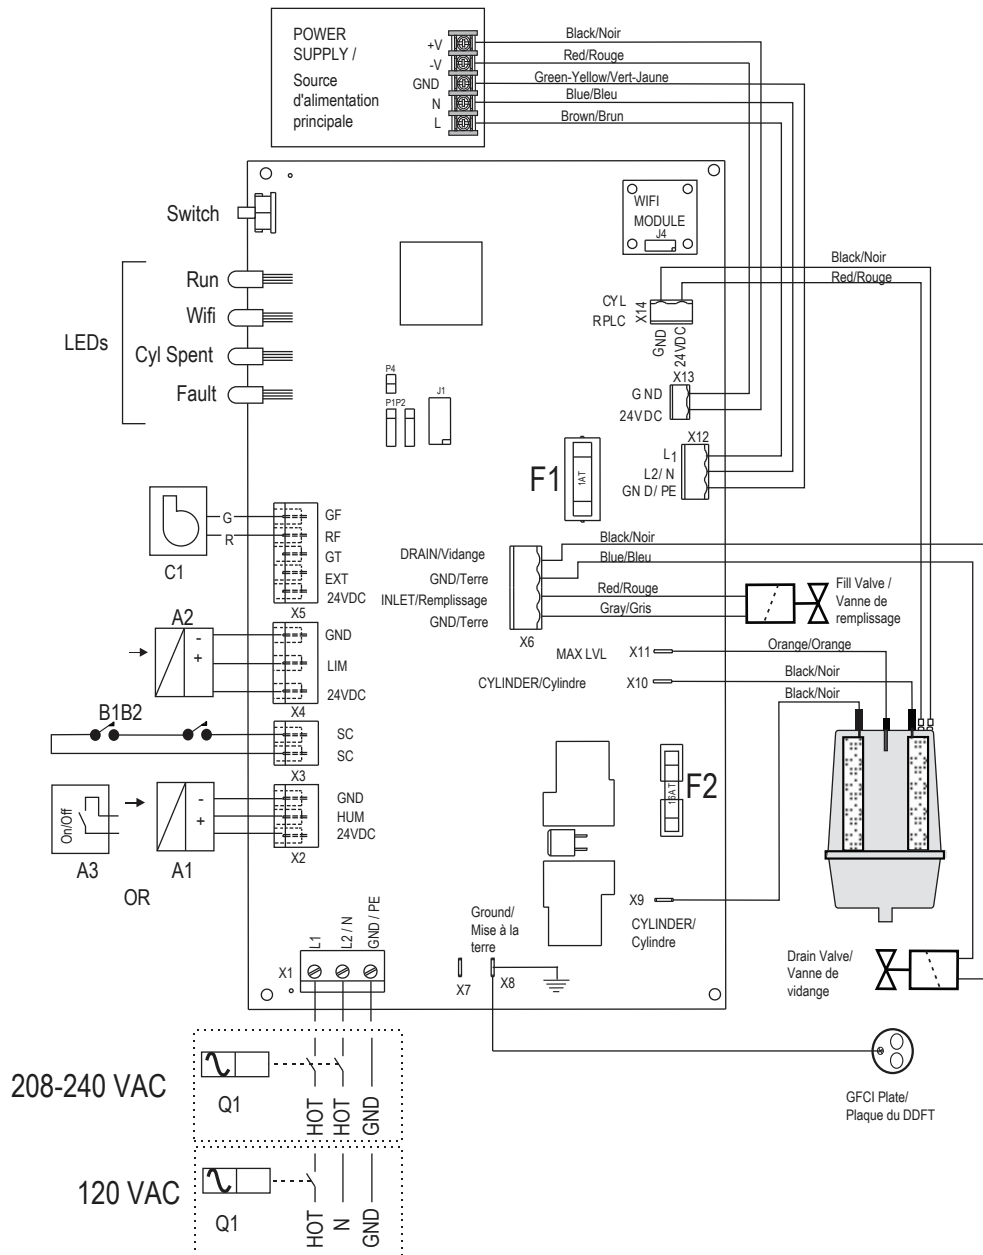 POWER
SUPPLY /
Source
d'alimentation
principale
+V
-V
GND
N
L
Black/Noir
Red/Rouge
Green-Yellow/Vert-Jaune
Blue/Bleu
Brown/Brun
Switch
LEDs
Run
Wifi
Cyl Spent
Fault
WIFI
MODULE
J4
Black/Noir
Red/Rouge
CYL
RPLC
X14
GND
24VDC
X13
GND
24VDC
P4
P1P2
J1
X12
L1
L2/ N
GND/ PE
F1
1AT
C1
G
R
GF
RF
GT
EXT
24VDC
X5
DRAIN/Vidange
GND/Terre
INLET/Remplissage
GND/Terre
X6
Black/Noir
Blue/Bleu
Red/Rouge
Gray/Gris
Fill Valve /
Vanne de
remplissage
A2
-
+
GND
LIM
24VDC
X4
MAX LVL
X11
Orange/Orange
CYLINDER/Cylindre
X10
Black/Noir
Black/Noir
B1B2
SC
SC
X3
On/Off
A3
OR
-
+
A1
GND
HUM
24VDC
X2
16AT
F2
X9
CYLINDER/
Cylindre
Ground/
Mise à la
terre
X7
X8
X1
L1
L2 / N
GND / PE
Drain Valve/
Vanne de
vidange
GFCI Plate/
Plaque du DDFT
208-240 VAC
Q1
HOT
HOT
GND
120 VAC
Q1
HOT
N
GND